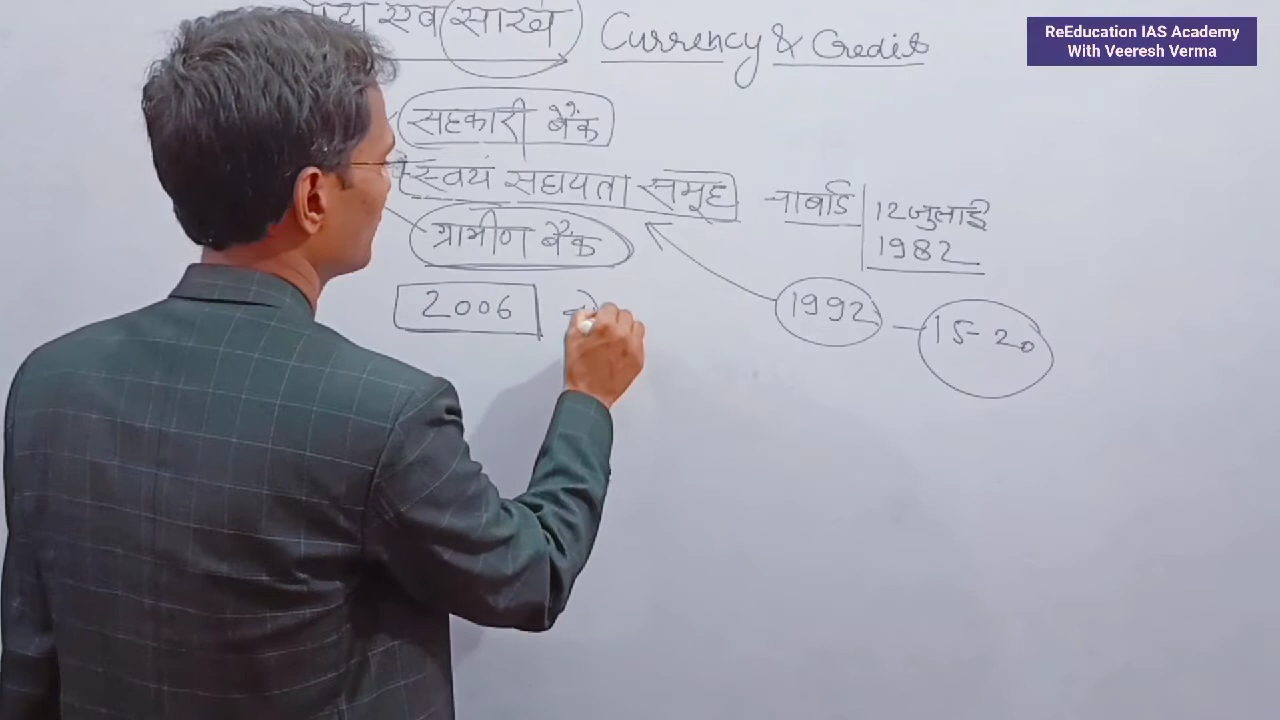 एवं साख Currency & Credit
ReEducation IAS Academy
With Veeresh Verma
सहकारी बैंक
स्वयं सहायता समूह
ग्रामीण बैंक
नाबार्ड 12 जुलाई
1982
2006
1992 - 15-20